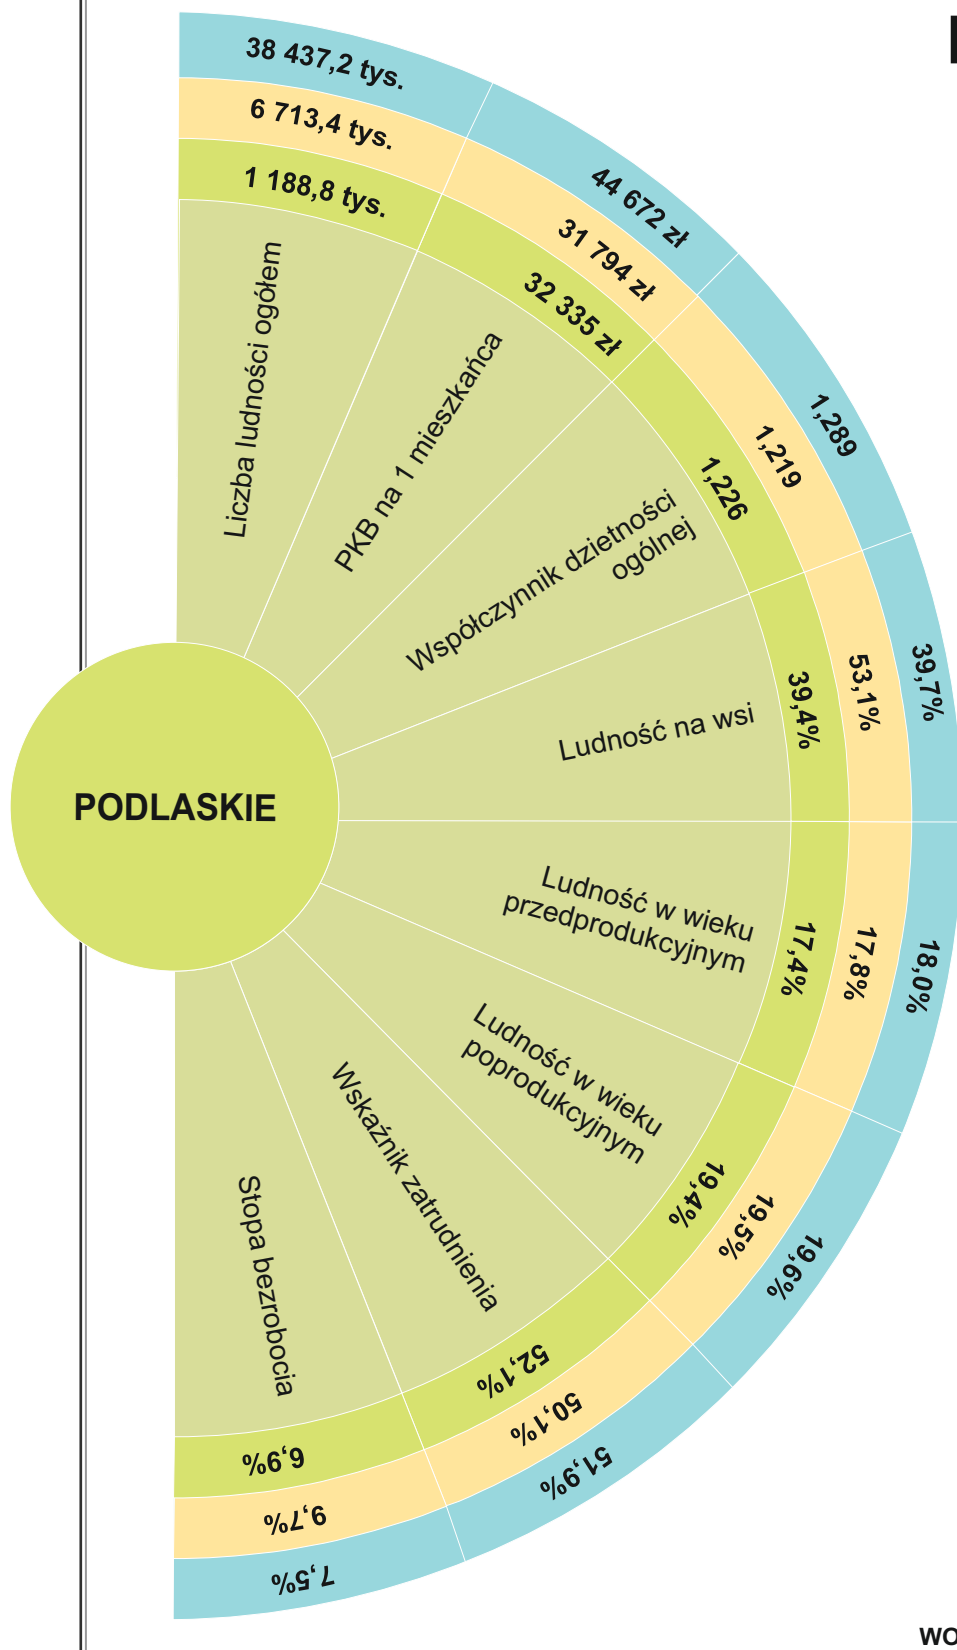 38 437,2 tys.
6 713,4 tys.
1 188,8 tys.
Liczba ludności ogółem
44 672 zł
31 794 zł
32 335 zł
PKB na 1 mieszkańca
1,289
1,219
1,226
Współczynnik dzietności
ogólnej
39,7%
53,1%
39,4%
Ludność na wsi
PODLASKIE
18,0%
17,8%
17,4%
Ludność w wieku
przedprodukcyjnym
19,6%
19,5%
19,4%
Ludność w wieku
poprodukcyjnym
51,9%
50,1%
52,1%
Wskaźnik zatrudnienia
7,5%
9,7%
6,9%
Stopa bezrobocia
WO